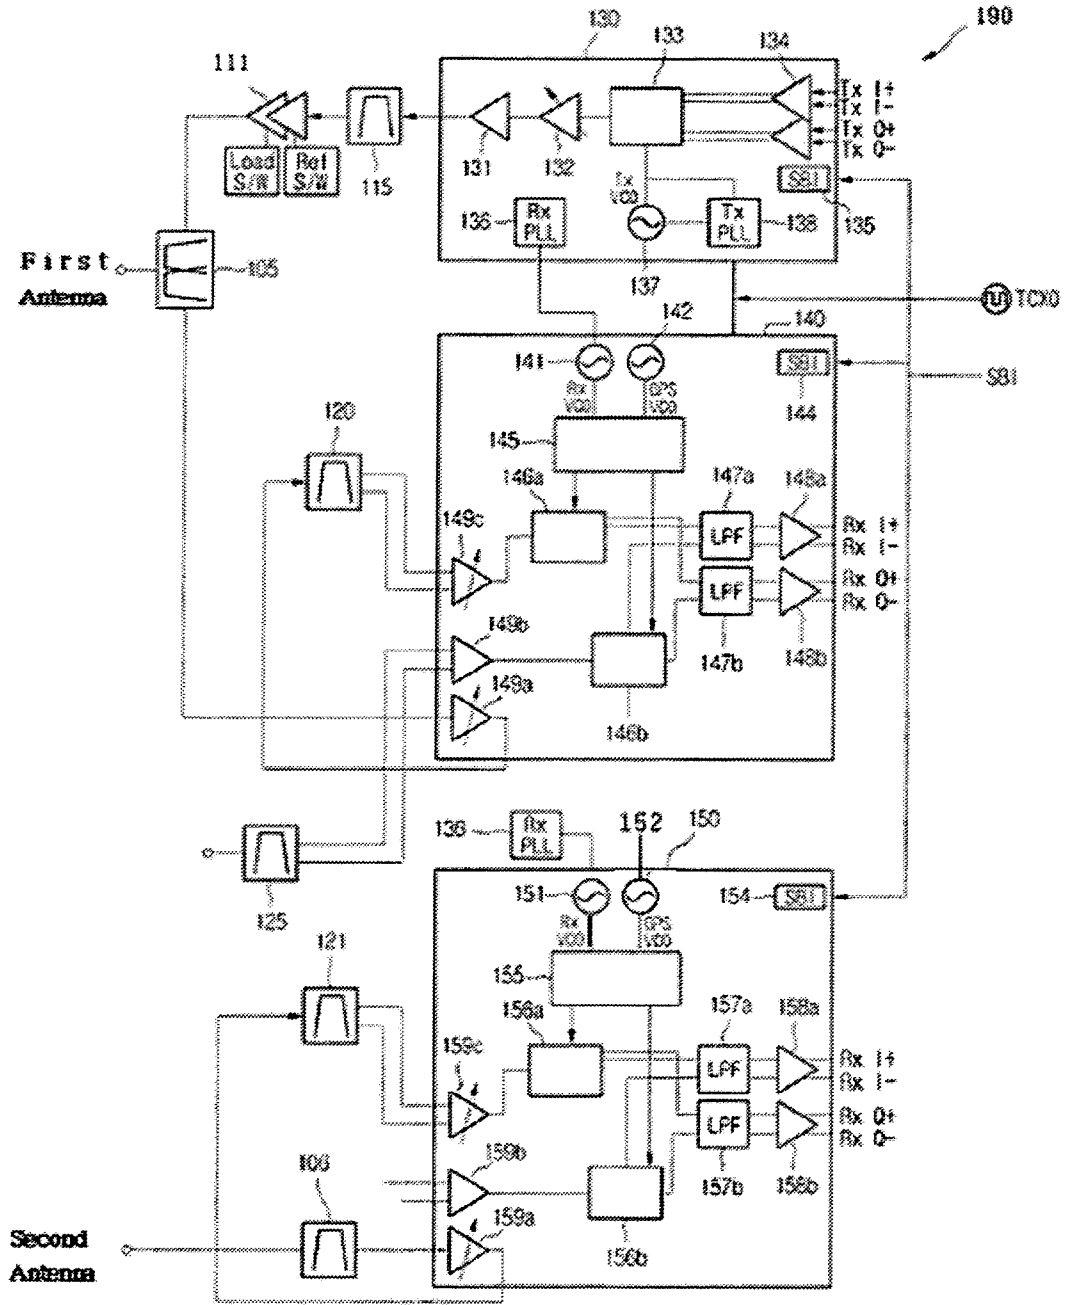 190
130
133
134
111
Tx I+
Tx I-
Tx Q+
Tx Q-
Load
S/W
Ref
S/W
115
131
132
Tx
VCO
SBI
135
136
Rx
PLL
Tx
PLL
138
137
First
Antenna
105
TCXO
142
140
141
SBI
144
SBI
Rx
VCO
GPS
VCO
120
145
146a
147a
148a
149c
LPF
Rx I+
Rx I-
LPF
Rx Q+
Rx Q-
149b
147b
148b
149a
146b
136
Rx
PLL
152
150
125
151
154
SBI
Rx
VCO
GPS
VCO
121
155
156a
157a
158a
159c
LPF
Rx I+
Rx I-
LPF
Rx Q+
Rx Q-
106
159b
157b
158b
159a
156b
Second
Antenna